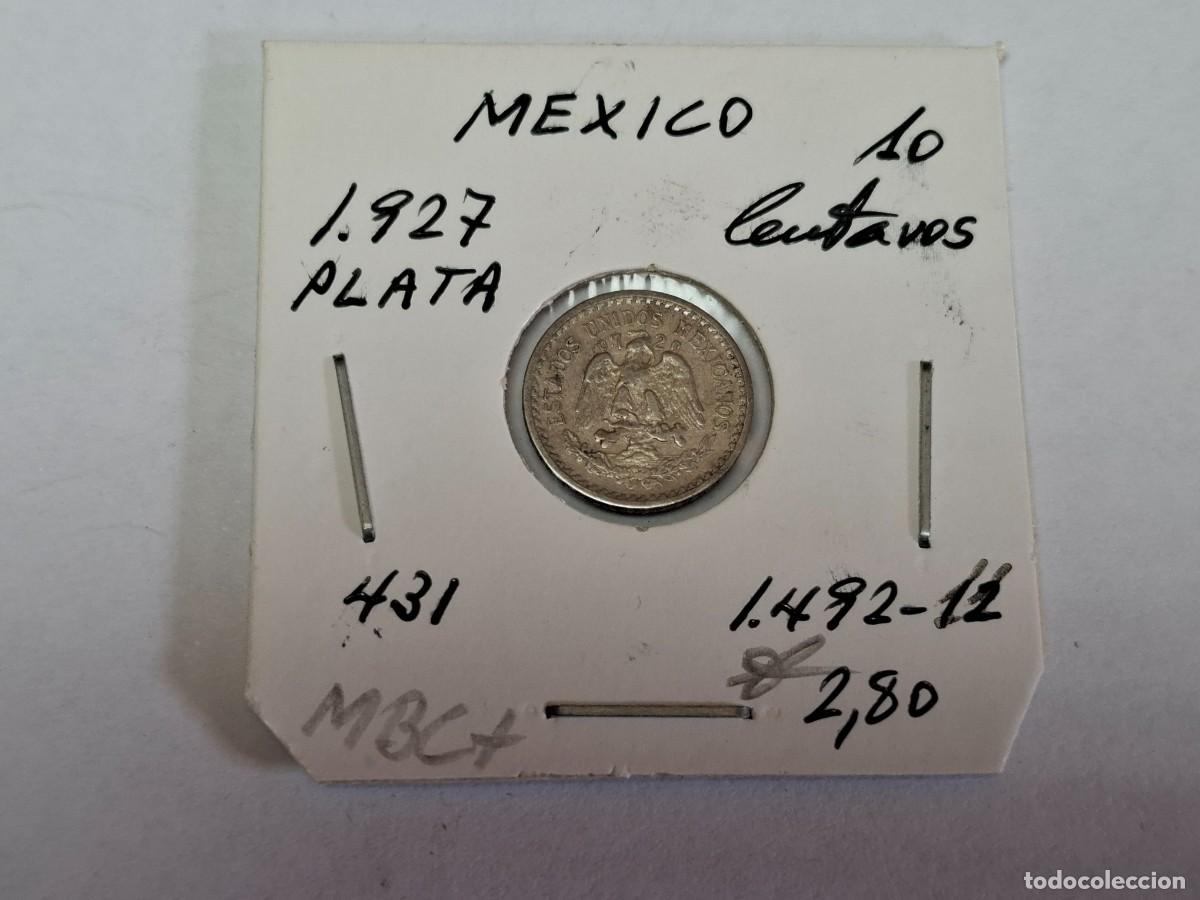 MEXICO
10
1.927
Centavos
PLATA
ESTADOS UNIDOS MEXICANOS
431
1.492-12
2,80
MBC+
todocoleccion